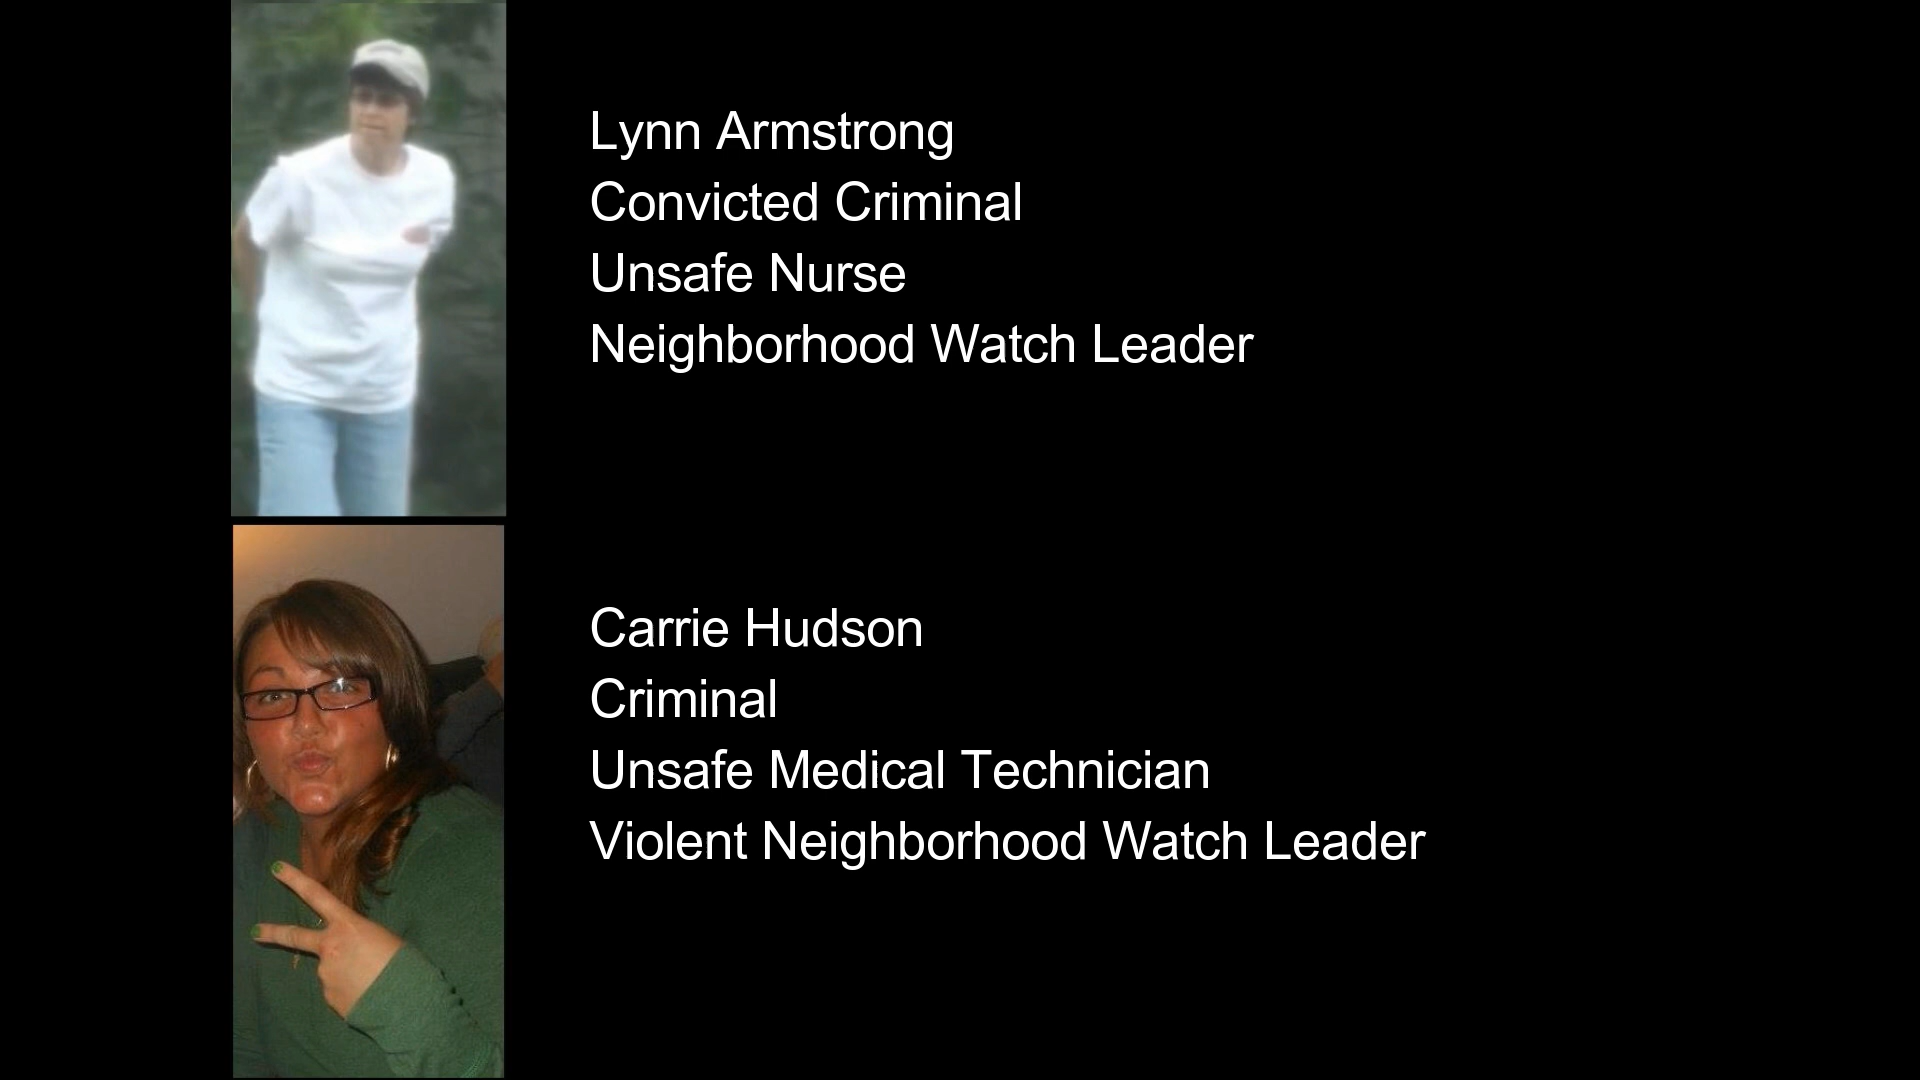 Lynn Armstrong
Convicted Criminal
Unsafe Nurse
Neighborhood Watch Leader
Carrie Hudson
Criminal
Unsafe Medical Technician
Violent Neighborhood Watch Leader